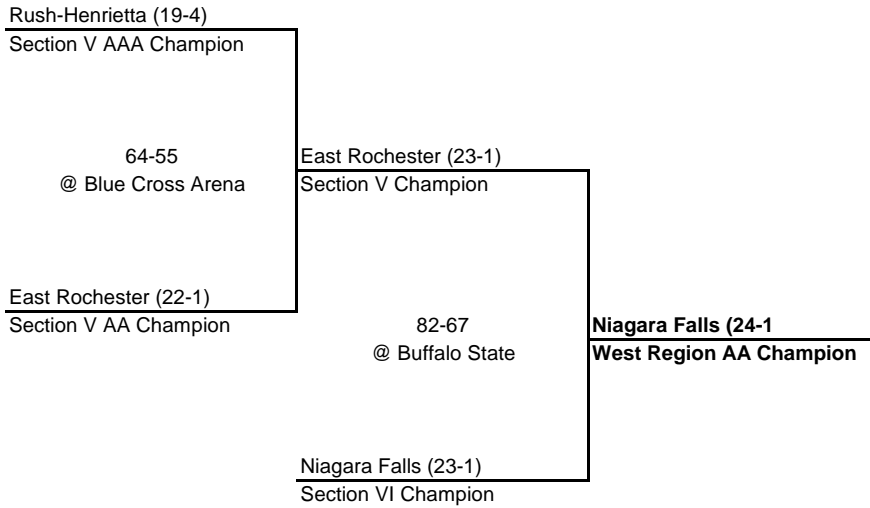 Rush-Henrietta (19-4)
Section V AAA Champion
64-55
@ Blue Cross Arena
East Rochester (23-1)
Section V Champion
East Rochester (22-1)
Section V AA Champion
82-67
@ Buffalo State
Niagara Falls (24-1
West Region AA Champion
Niagara Falls (23-1)
Section VI Champion